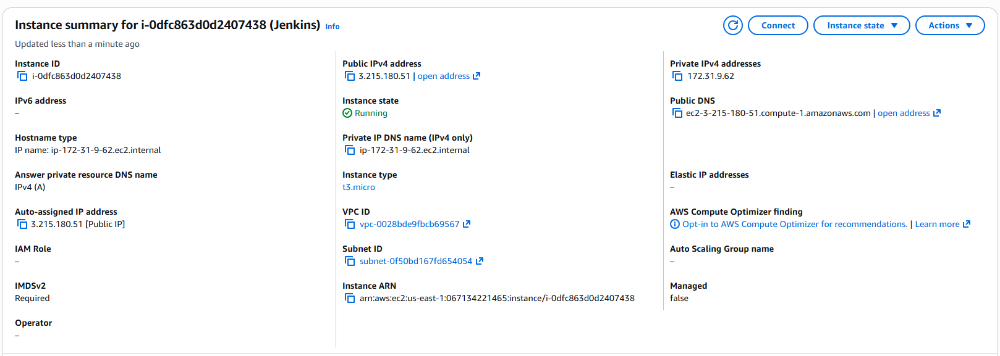 Instance summary for i-0dfc863d0d2407438 (Jenkins) Info
Connect
Instance state
Actions
Updated less than a minute ago
Instance ID
i-0dfc863d0d2407438
Public IPv4 address
3.215.180.51 | open address
Private IPv4 addresses
172.31.9.62
IPv6 address
–
Instance state
Running
Public DNS
ec2-3-215-180-51.compute-1.amazonaws.com | open address
Hostname type
IP name: ip-172-31-9-62.ec2.internal
Private IP DNS name (IPv4 only)
ip-172-31-9-62.ec2.internal
Answer private resource DNS name
IPv4 (A)
Instance type
t3.micro
Elastic IP addresses
–
Auto-assigned IP address
3.215.180.51 [Public IP]
VPC ID
vpc-0028bde9fbcb69567
AWS Compute Optimizer finding
Opt-in to AWS Compute Optimizer for recommendations. | Learn more
IAM Role
–
Subnet ID
subnet-0f50bd167fd654054
Auto Scaling Group name
–
IMDSv2
Required
Instance ARN
arn:aws:ec2:us-east-1:067134221465:instance/i-0dfc863d0d2407438
Managed
false
Operator
–